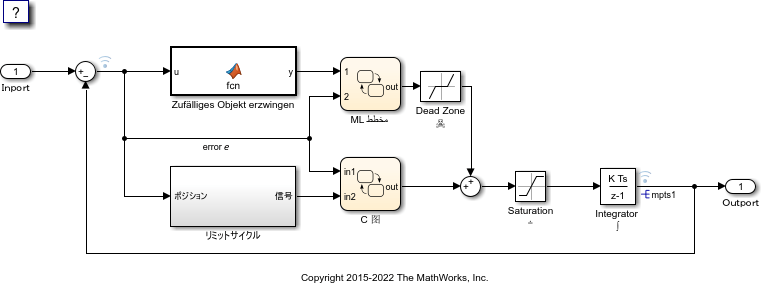 ?
1
Inport
+
−
u
fcn
y
Zufälliges Objekt erzwingen
1
2
out
ML مخطط
Dead Zone
error e
ポジション
信号
リミットサイクル
in1
in2
out
C 图
+
+
Saturation
K Ts
z-1
Integrator
∫
mpts1
1
Outport
Copyright 2015-2022 The MathWorks, Inc.